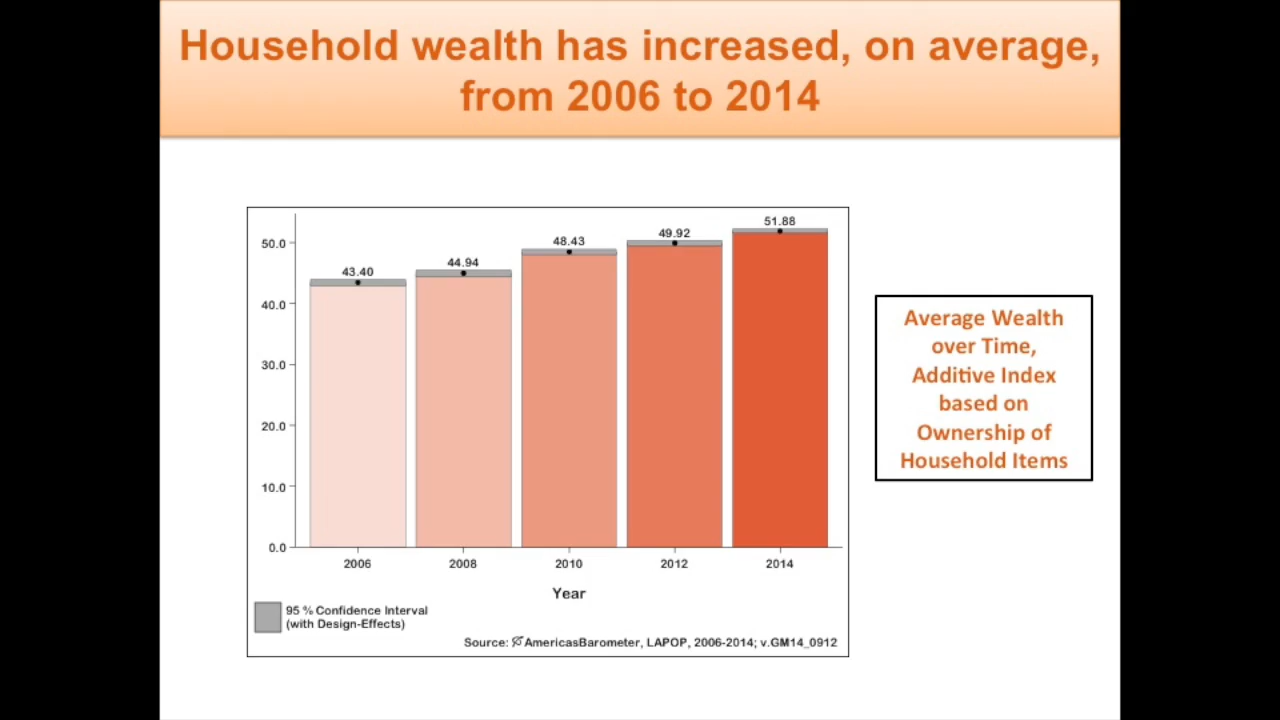 Household wealth has increased, on average,
from 2006 to 2014
51.88
49.92
48.43
44.94
43.40
50.0
40.0
30.0
20.0
10.0
0.0
2006 2008 2010 2012 2014
Year
95 % Confidence Interval
(with Design-Effects)
Source: AmericasBarometer, LAPOP, 2006-2014; v.GM14_0912
Average Wealth
over Time,
Additive Index
based on
Ownership of
Household Items